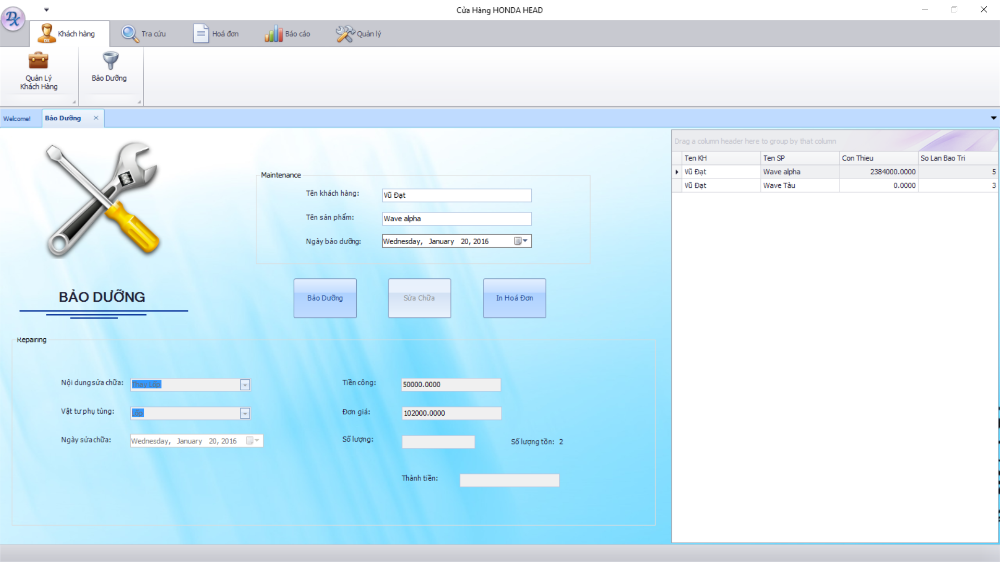 Cửa Hàng HONDA HEAD
DX
Khách hàng
Tra cứu
Hoá đơn
Báo cáo
Quản lý
Quản Lý
Khách Hàng
Bảo Dưỡng
Welcome!
Bảo Dưỡng
BẢO DƯỠNG
Maintenance
Tên khách hàng: Vũ Đạt
Tên sản phẩm: Wave alpha
Ngày bảo dưỡng: Wednesday, January 20, 2016
Bảo Dưỡng
Sửa Chữa
In Hoá Đơn
Repairing
Nội dung sửa chữa: Thay Lốp
Tiền công: 50000.0000
Vật tư phụ tùng: Lốp
Đơn giá: 102000.0000
Ngày sửa chữa: Wednesday, January 20, 2016
Số lượng:
Số lượng tồn: 2
Thành tiền:
Drag a column header here to group by that column
Ten KH Ten SP Con Thieu So Lan Bao Tri
Vũ Đạt Wave alpha 2384000.0000 5
Vũ Đạt Wave Tàu 0.0000 3